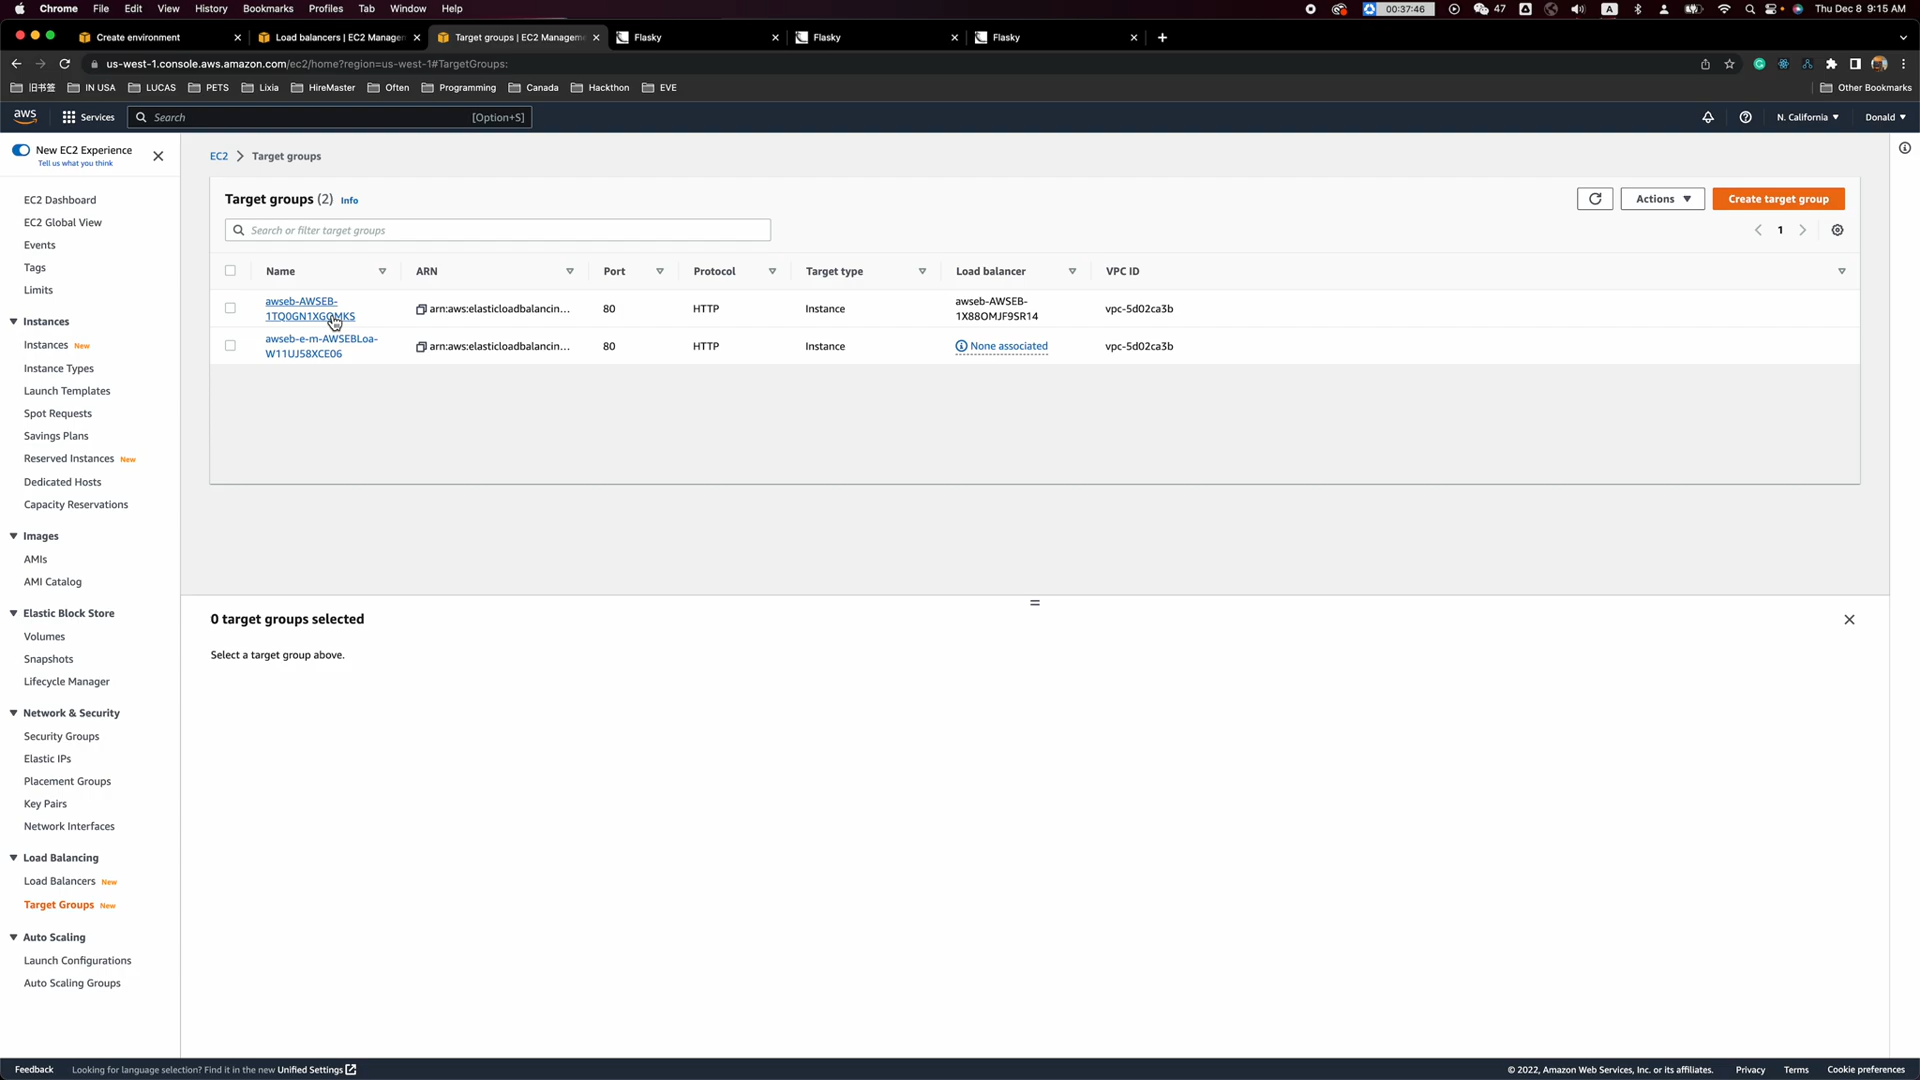 Chrome File Edit View History Bookmarks Profiles Tab Window Help 00:37:46 47 A Thu Dec 8 9:15 AM
Create environment Load balancers | EC2 Manage Target groups | EC2 Manageme Flasky Flasky Flasky
us-west-1.console.aws.amazon.com/ec2/home?region=us-west-1#TargetGroups:
旧书签 IN USA LUCAS PETS Lixia HireMaster Often Programming Canada Hackthon EVE Other Bookmarks
aws Services Search [Option+S] N. California Donald
New EC2 Experience
Tell us what you think
EC2 Dashboard
EC2 Global View
Events
Tags
Limits
Instances
Instances New
Instance Types
Launch Templates
Spot Requests
Savings Plans
Reserved Instances New
Dedicated Hosts
Capacity Reservations
Images
AMIs
AMI Catalog
Elastic Block Store
Volumes
Snapshots
Lifecycle Manager
Network & Security
Security Groups
Elastic IPs
Placement Groups
Key Pairs
Network Interfaces
Load Balancing
Load Balancers New
Target Groups New
Auto Scaling
Launch Configurations
Auto Scaling Groups
EC2 > Target groups
Target groups (2) Info Actions Create target group
Search or filter target groups 1
Name ARN Port Protocol Target type Load balancer VPC ID
awseb-AWSEB-
1TQ0GN1XGQMKS arn:aws:elasticloadbalancin... 80 HTTP Instance awseb-AWSEB-
1X88OMJF9SR14 vpc-5d02ca3b
awseb-e-m-AWSEBLoa-
W11UJ58XCE06 arn:aws:elasticloadbalancin... 80 HTTP Instance None associated vpc-5d02ca3b
0 target groups selected
Select a target group above.
Feedback Looking for language selection? Find it in the new Unified Settings © 2022, Amazon Web Services, Inc. or its affiliates. Privacy Terms Cookie preferences